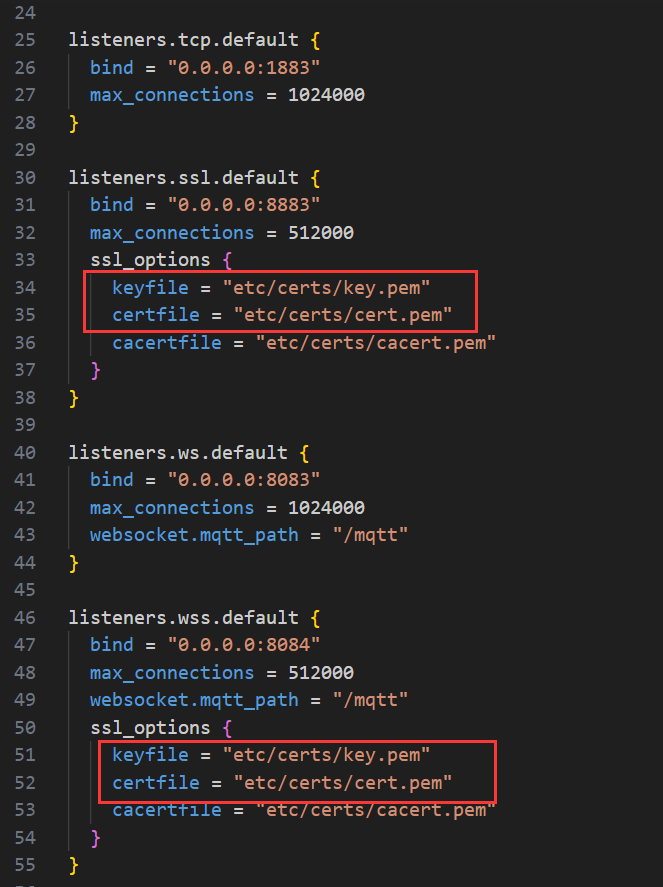 24
25 listeners.tcp.default {
26   bind = "0.0.0.0:1883"
27   max_connections = 1024000
28 }
29
30 listeners.ssl.default {
31   bind = "0.0.0.0:8883"
32   max_connections = 512000
33   ssl_options {
34     keyfile = "etc/certs/key.pem"
35     certfile = "etc/certs/cert.pem"
36     cacertfile = "etc/certs/cacert.pem"
37   }
38 }
39
40 listeners.ws.default {
41   bind = "0.0.0.0:8083"
42   max_connections = 1024000
43   websocket.mqtt_path = "/mqtt"
44 }
45
46 listeners.wss.default {
47   bind = "0.0.0.0:8084"
48   max_connections = 512000
49   websocket.mqtt_path = "/mqtt"
50   ssl_options {
51     keyfile = "etc/certs/key.pem"
52     certfile = "etc/certs/cert.pem"
53     cacertfile = "etc/certs/cacert.pem"
54   }
55 }